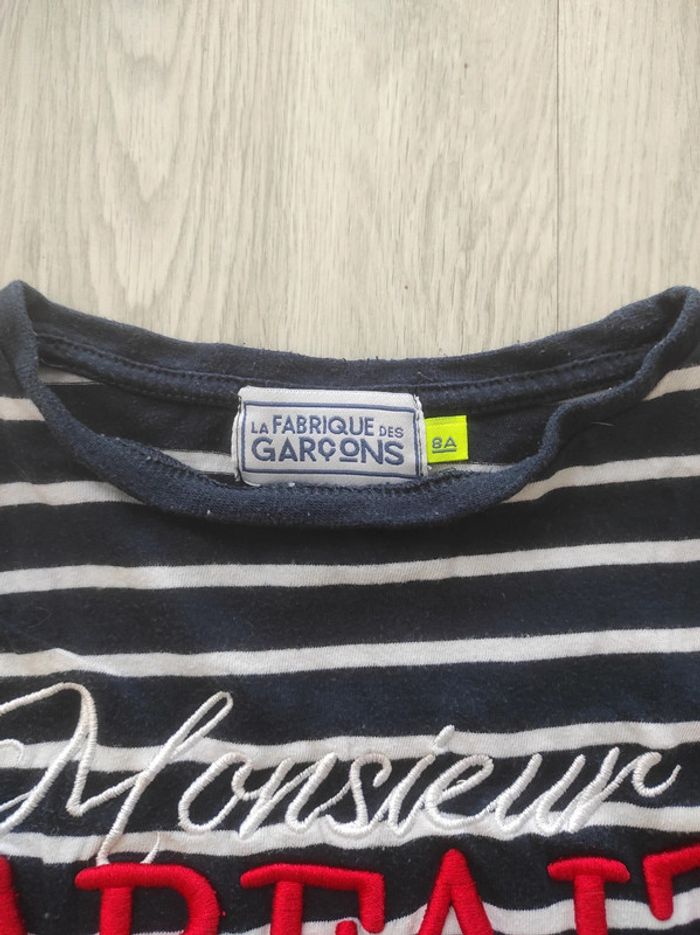 LA FABRIQUE DES
GARÇONS
8A
Monsieur